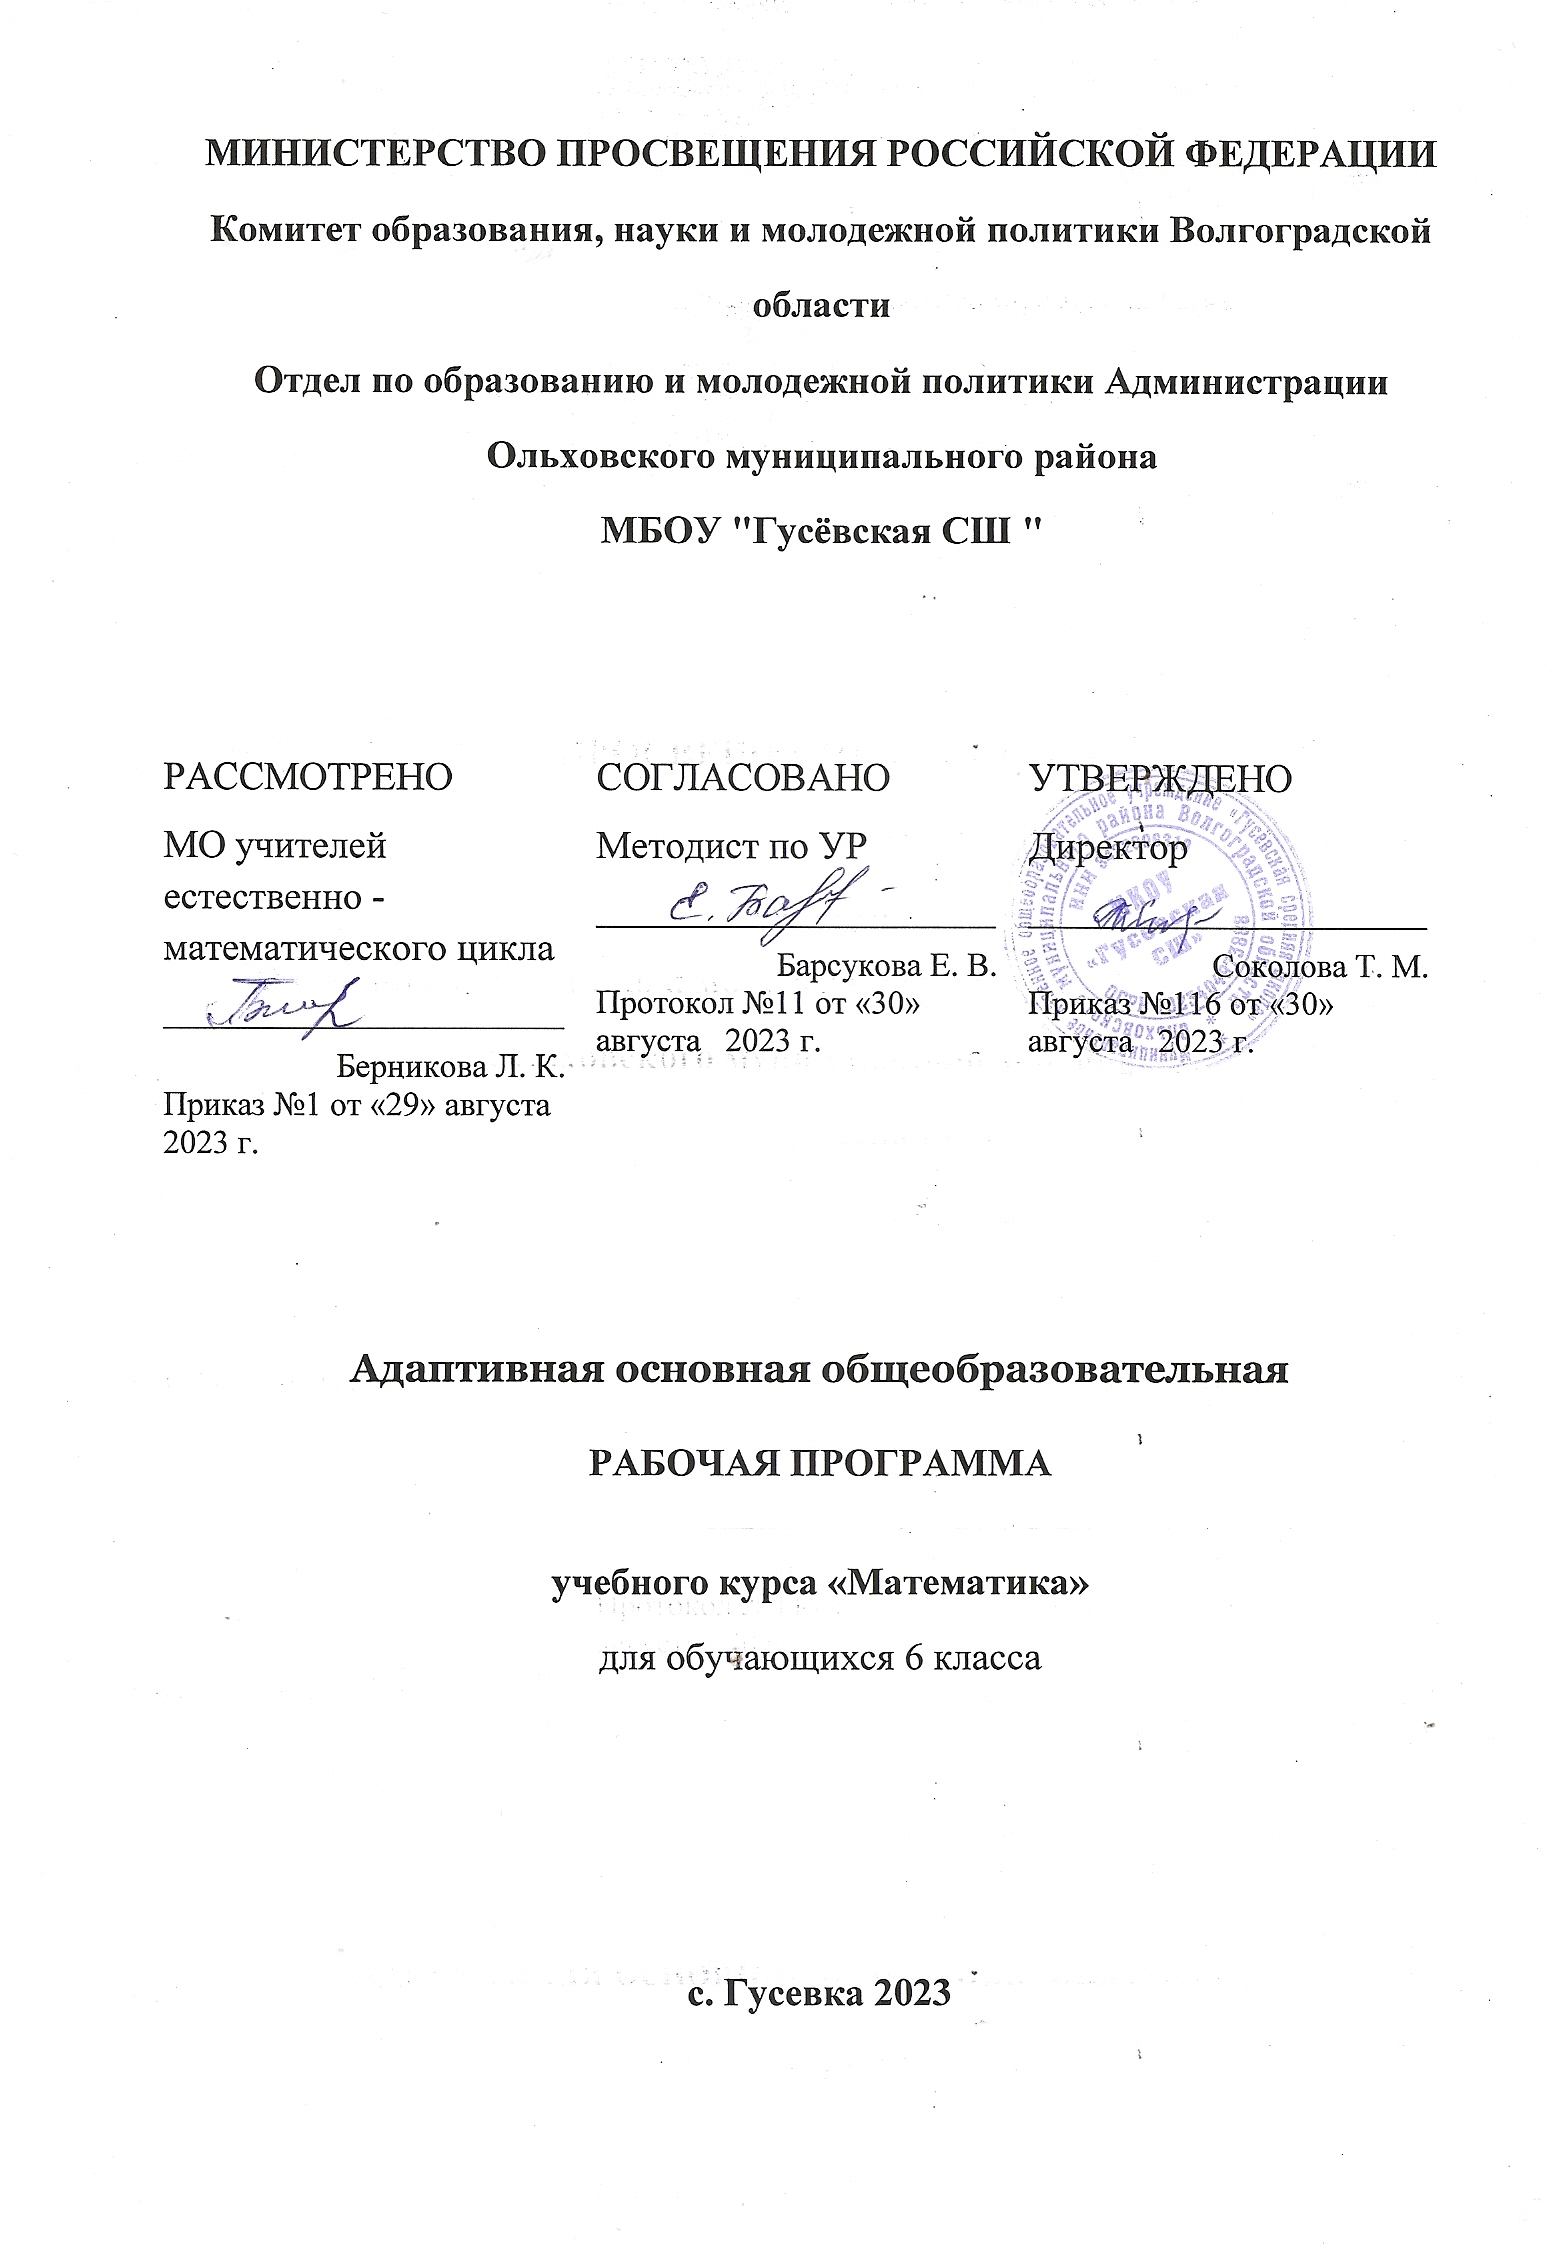 МИНИСТЕРСТВО ПРОСВЕЩЕНИЯ РОССИЙСКОЙ ФЕДЕРАЦИИ
Комитет образования, науки и молодежной политики Волгоградской
области
Отдел по образованию и молодежной политики Администрации
Ольховского муниципального района
МБОУ "Гусёвская СШ "
РАССМОТРЕНО
МО учителей
естественно -
математического цикла
Берникова Л. К.
Приказ №1 от «29» августа
2023 г.
СОГЛАСОВАНО
Методист по УР
Е. Бар
Барсукова Е. В.
Протокол №11 от «30»
августа 2023 г.
УТВЕРЖДЕНО
Директор
Соколова Т. М.
Приказ №116 от «30»
августа 2023 г.
«Гусёвская
СШ»
Адаптивная основная общеобразовательная
РАБОЧАЯ ПРОГРАММА
учебного курса «Математика»
для обучающихся 6 класса
с. Гусевка 2023